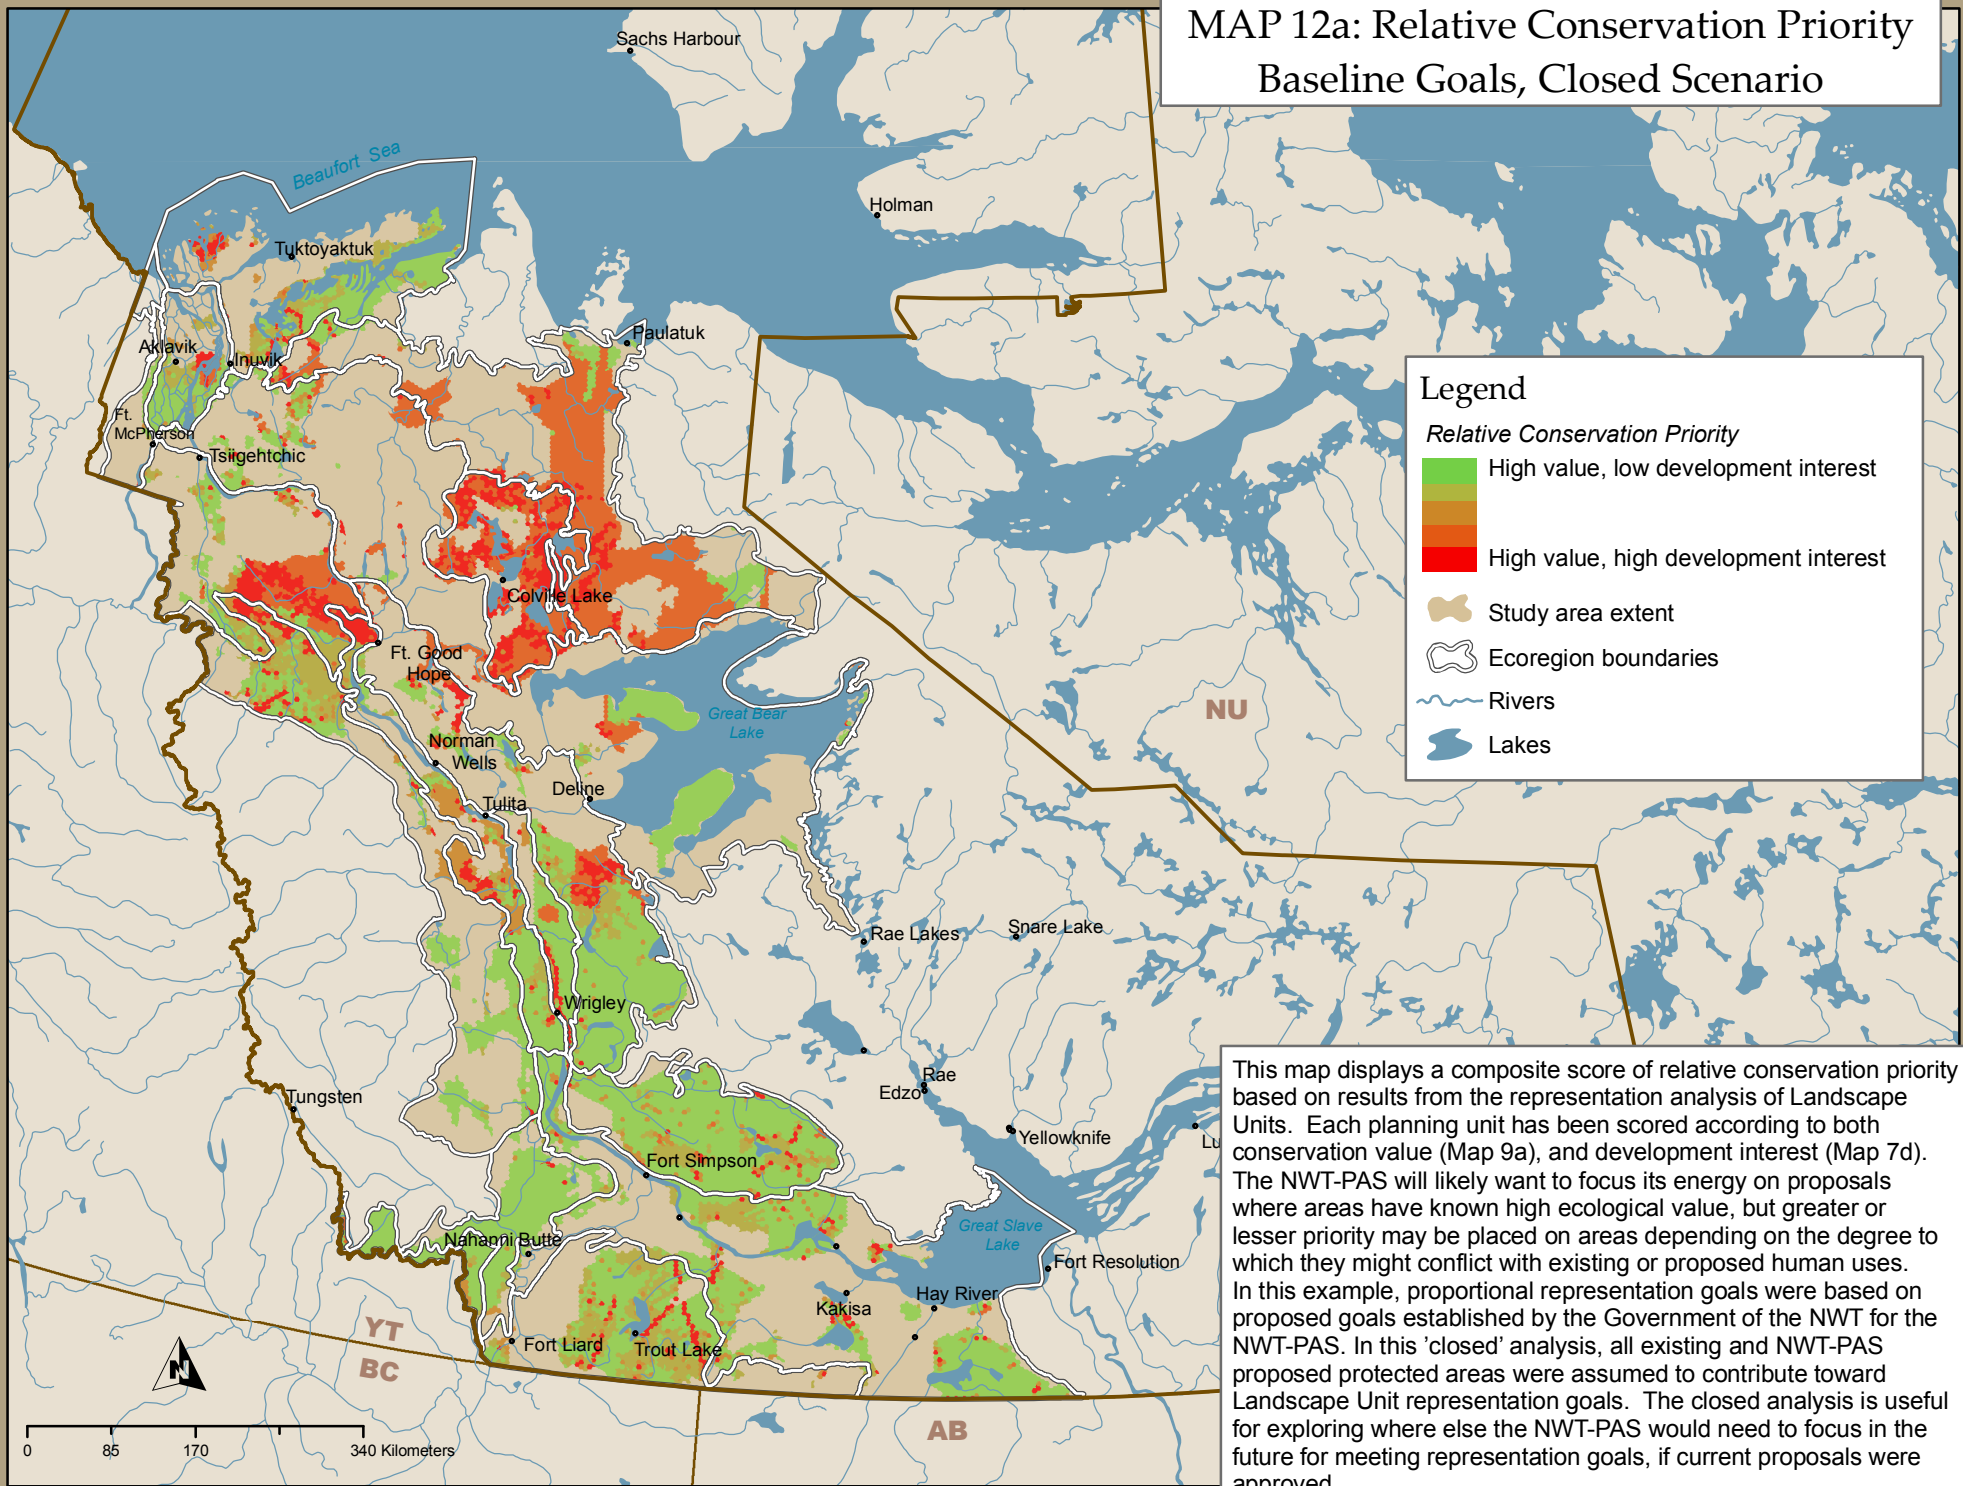 MAP 12a: Relative Conservation Priority
Baseline Goals, Closed Scenario
Sachs Harbour
Beaufort Sea
Holman
Tuktoyaktuk
Paulatuk
Aklavik
Inuvik
Ft.
McPherson
Tsiigehtchic
Colville Lake
Ft. Good
Hope
Great Bear
Lake
NU
Norman
Wells
Deline
Tulita
Rae Lakes
Snare Lake
Wrigley
Rae
Edzo
Tungsten
Yellowknife
Lu
Fort Simpson
Great Slave
Lake
Nahanni Butte
Fort Resolution
Hay River
Kakisa
Fort Liard
Trout Lake
YT
BC
AB
N
0 85 170 340 Kilometers
Legend
Relative Conservation Priority
High value, low development interest
High value, high development interest
Study area extent
Ecoregion boundaries
Rivers
Lakes
This map displays a composite score of relative conservation priority
based on results from the representation analysis of Landscape
Units. Each planning unit has been scored according to both
conservation value (Map 9a), and development interest (Map 7d).
The NWT-PAS will likely want to focus its energy on proposals
where areas have known high ecological value, but greater or
lesser priority may be placed on areas depending on the degree to
which they might conflict with existing or proposed human uses.
In this example, proportional representation goals were based on
proposed goals established by the Government of the NWT for the
NWT-PAS. In this 'closed' analysis, all existing and NWT-PAS
proposed protected areas were assumed to contribute toward
Landscape Unit representation goals. The closed analysis is useful
for exploring where else the NWT-PAS would need to focus in the
future for meeting representation goals, if current proposals were
approved